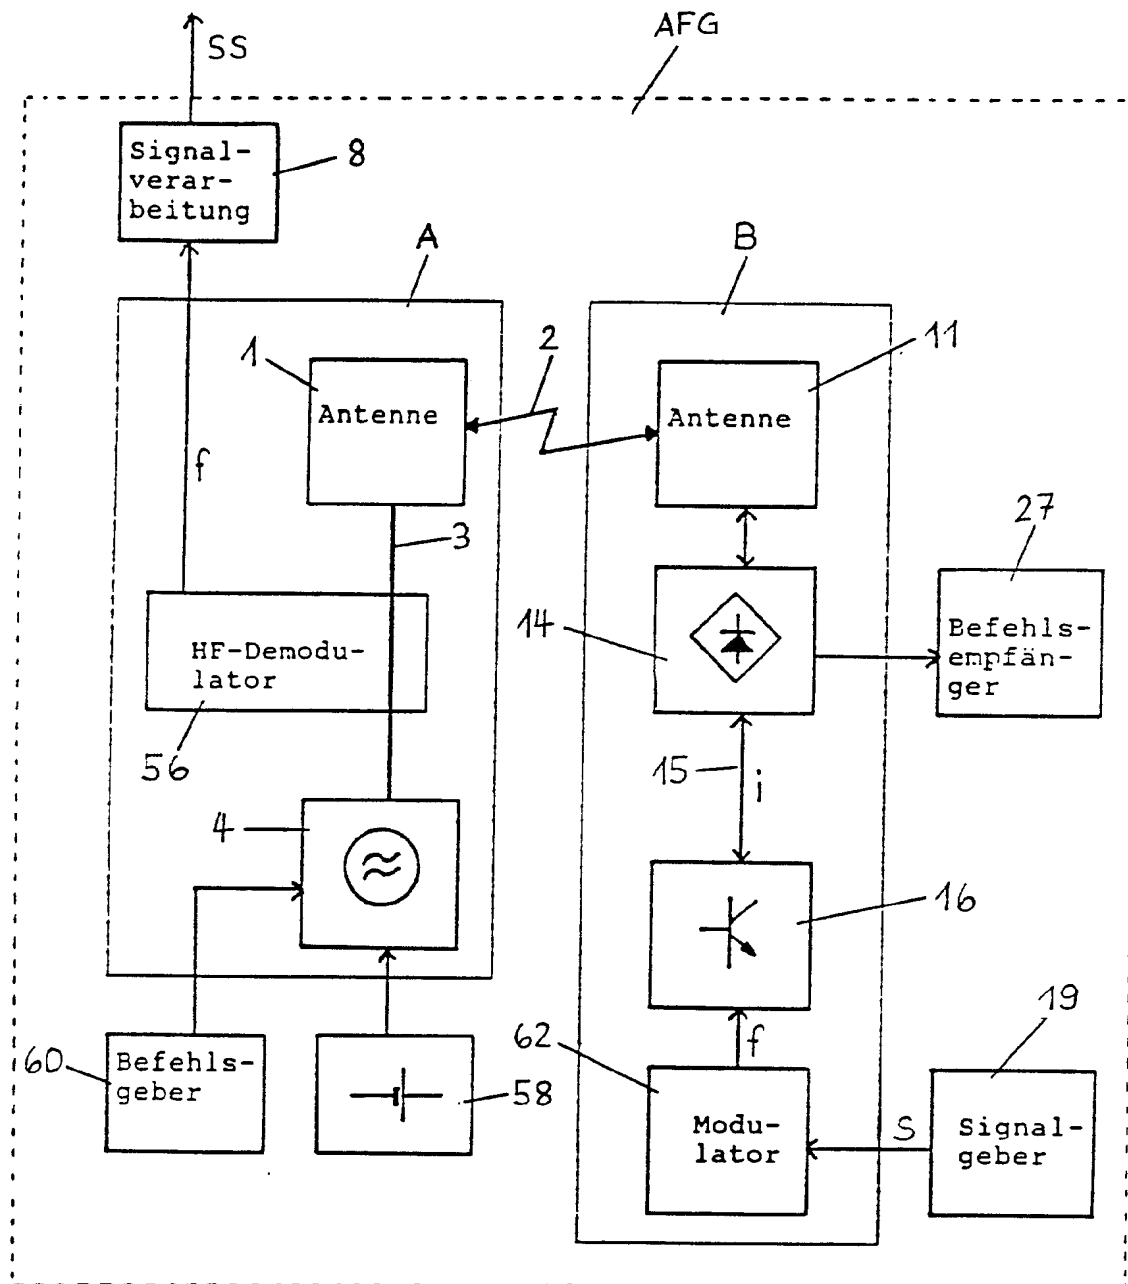 SS
AFG
Signal-
verar-
beitung
8
A
B
1
2
11
Antenne
Antenne
f
3
27
14
Befehls-
empfän-
ger
HF-Demodu-
lator
56
15
i
4
16
19
60
Befehls-
geber
58
62
f
Modu-
lator
S
Signal-
geber